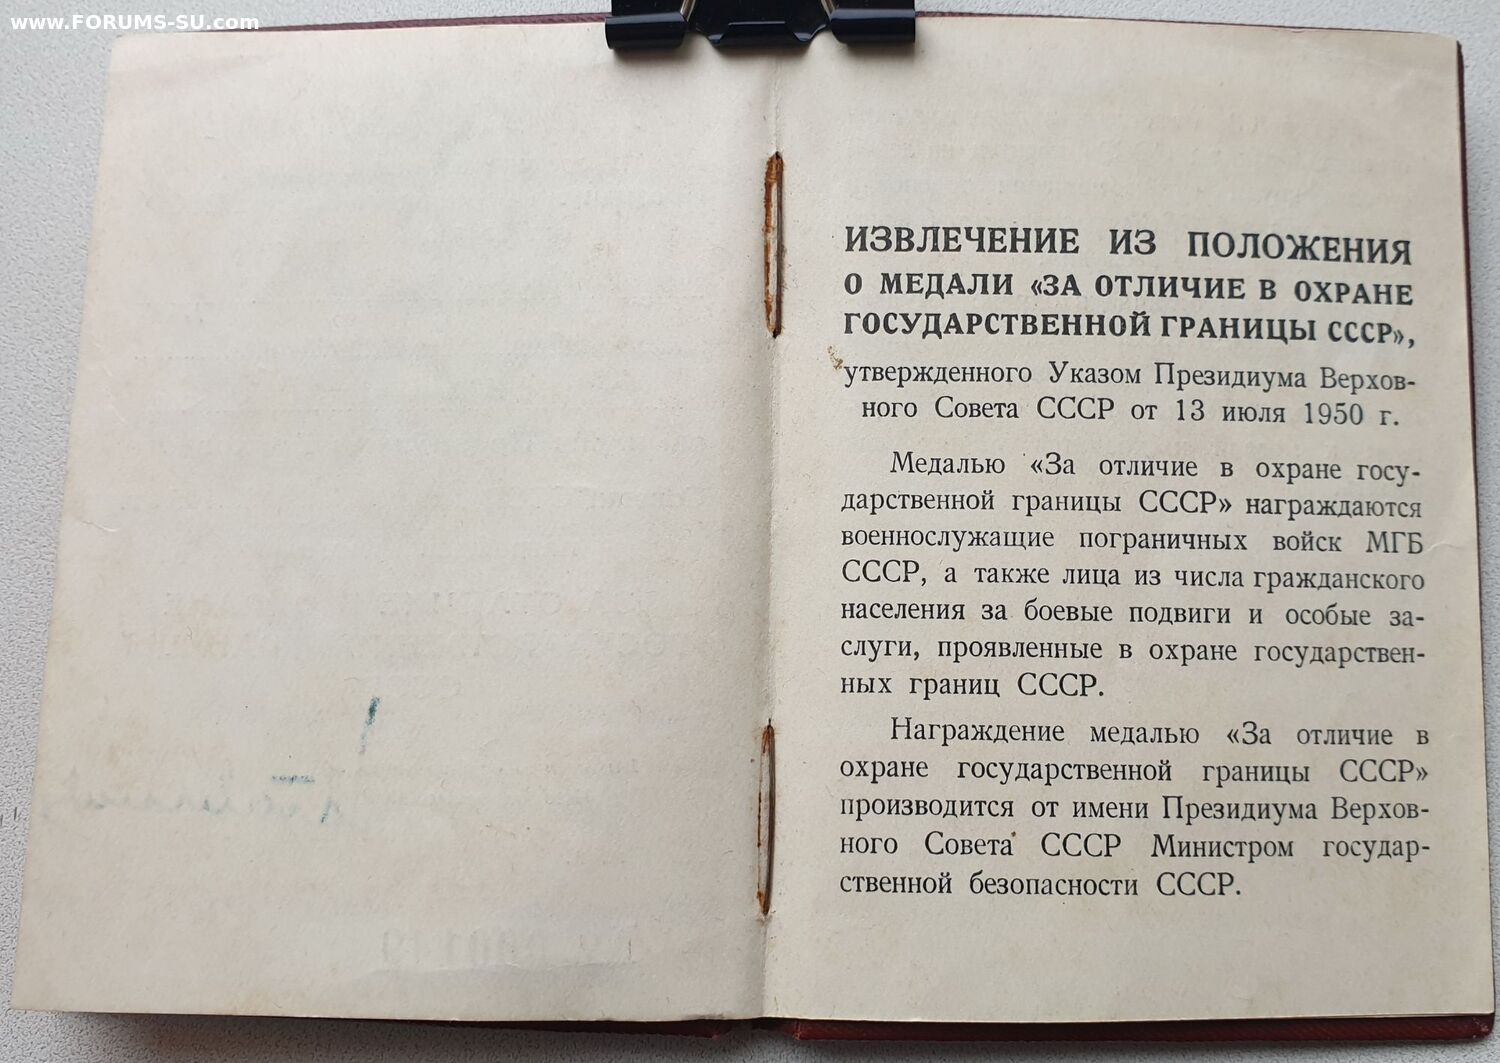 www.FORUMS-SU.com
ИЗВЛЕЧЕНИЕ ИЗ ПОЛОЖЕНИЯ
О МЕДАЛИ «ЗА ОТЛИЧИЕ В ОХРАНЕ
ГОСУДАРСТВЕННОЙ ГРАНИЦЫ СССР»,
утвержденного Указом Президиума Верхов-
ного Совета СССР от 13 июля 1950 г.
Медалью «За отличие в охране госу-
дарственной границы СССР» награждаются
военнослужащие пограничных войск МГБ
СССР, а также лица из числа гражданского
населения за боевые подвиги и особые за-
слуги, проявленные в охране государствен-
ных границ СССР.
Награждение медалью «За отличие в
охране государственной границы СССР»
производится от имени Президиума Верхов-
ного Совета СССР Министром государ-
ственной безопасности СССР.